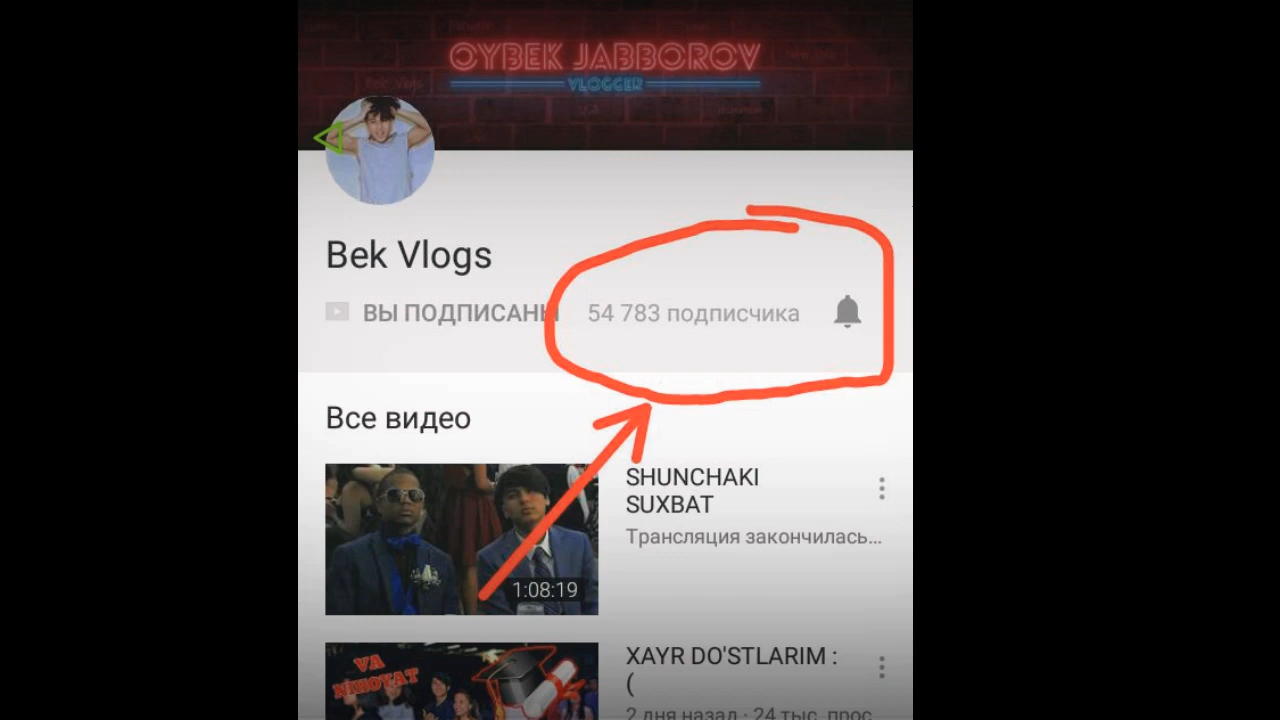 OYBEK JABBOROV
VLOGGER
Bek Vlogs
ВЫ ПОДПИСАНЫ 54 783 подписчика
Все видео
SHUNCHAKI
SUXBAT
Трансляция закончилась...
1:08:19
VA
NIHOYAT
XAYR DO'STLARIM :
(
2 дня назад · 24 тыс. прос